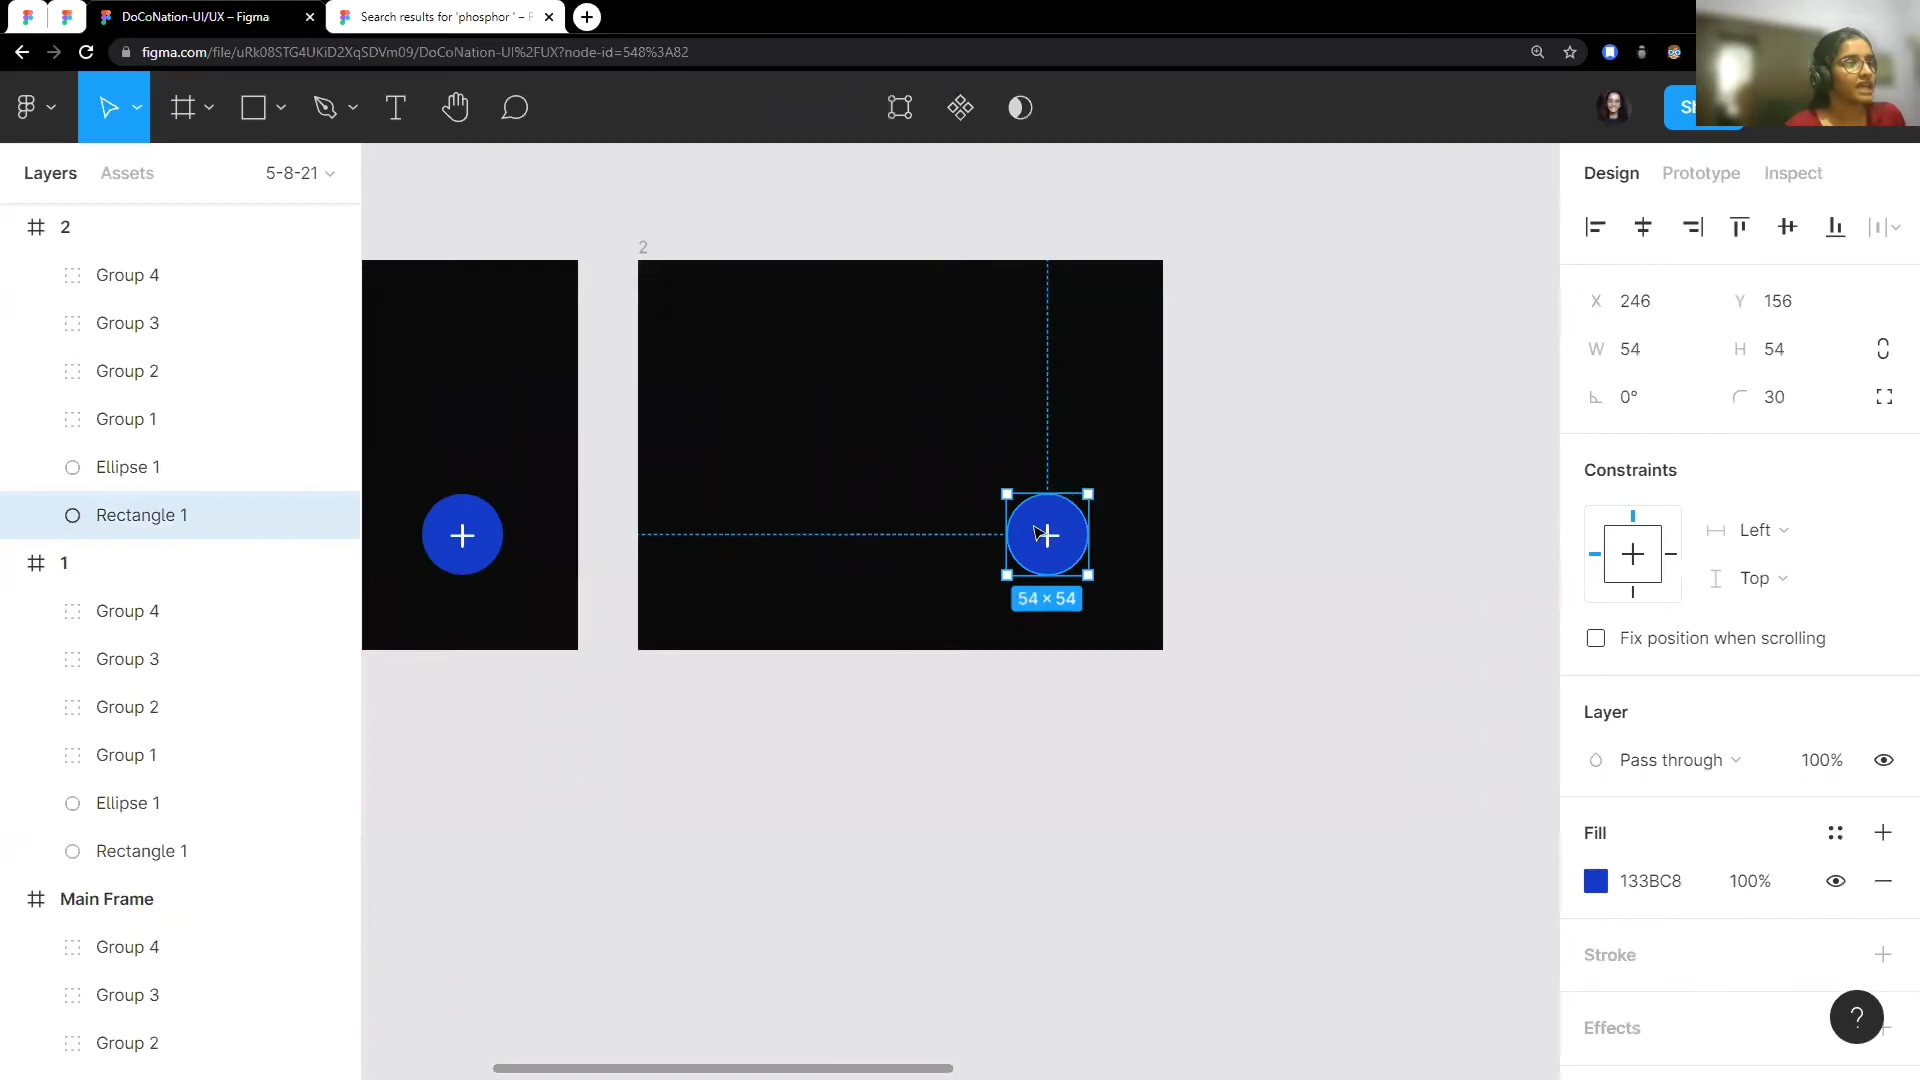 DoCoNation-UI/UX – Figma
Search results for 'phosphor ' – F
figma.com/file/uRk08STG4UKiD2XqSDVm09/DoCoNation-UI%2FUX?node-id=548%3A82
Layers
Assets
5-8-21
Design
Prototype
Inspect
2
Group 4
Group 3
Group 2
Group 1
Ellipse 1
Rectangle 1
1
Group 4
Group 3
Group 2
Group 1
Ellipse 1
Rectangle 1
Main Frame
Group 4
Group 3
Group 2
2
54 × 54
X 246
Y 156
W 54
H 54
0°
30
Constraints
Left
Top
Fix position when scrolling
Layer
Pass through
100%
Fill
133BC8
100%
Stroke
Effects
?